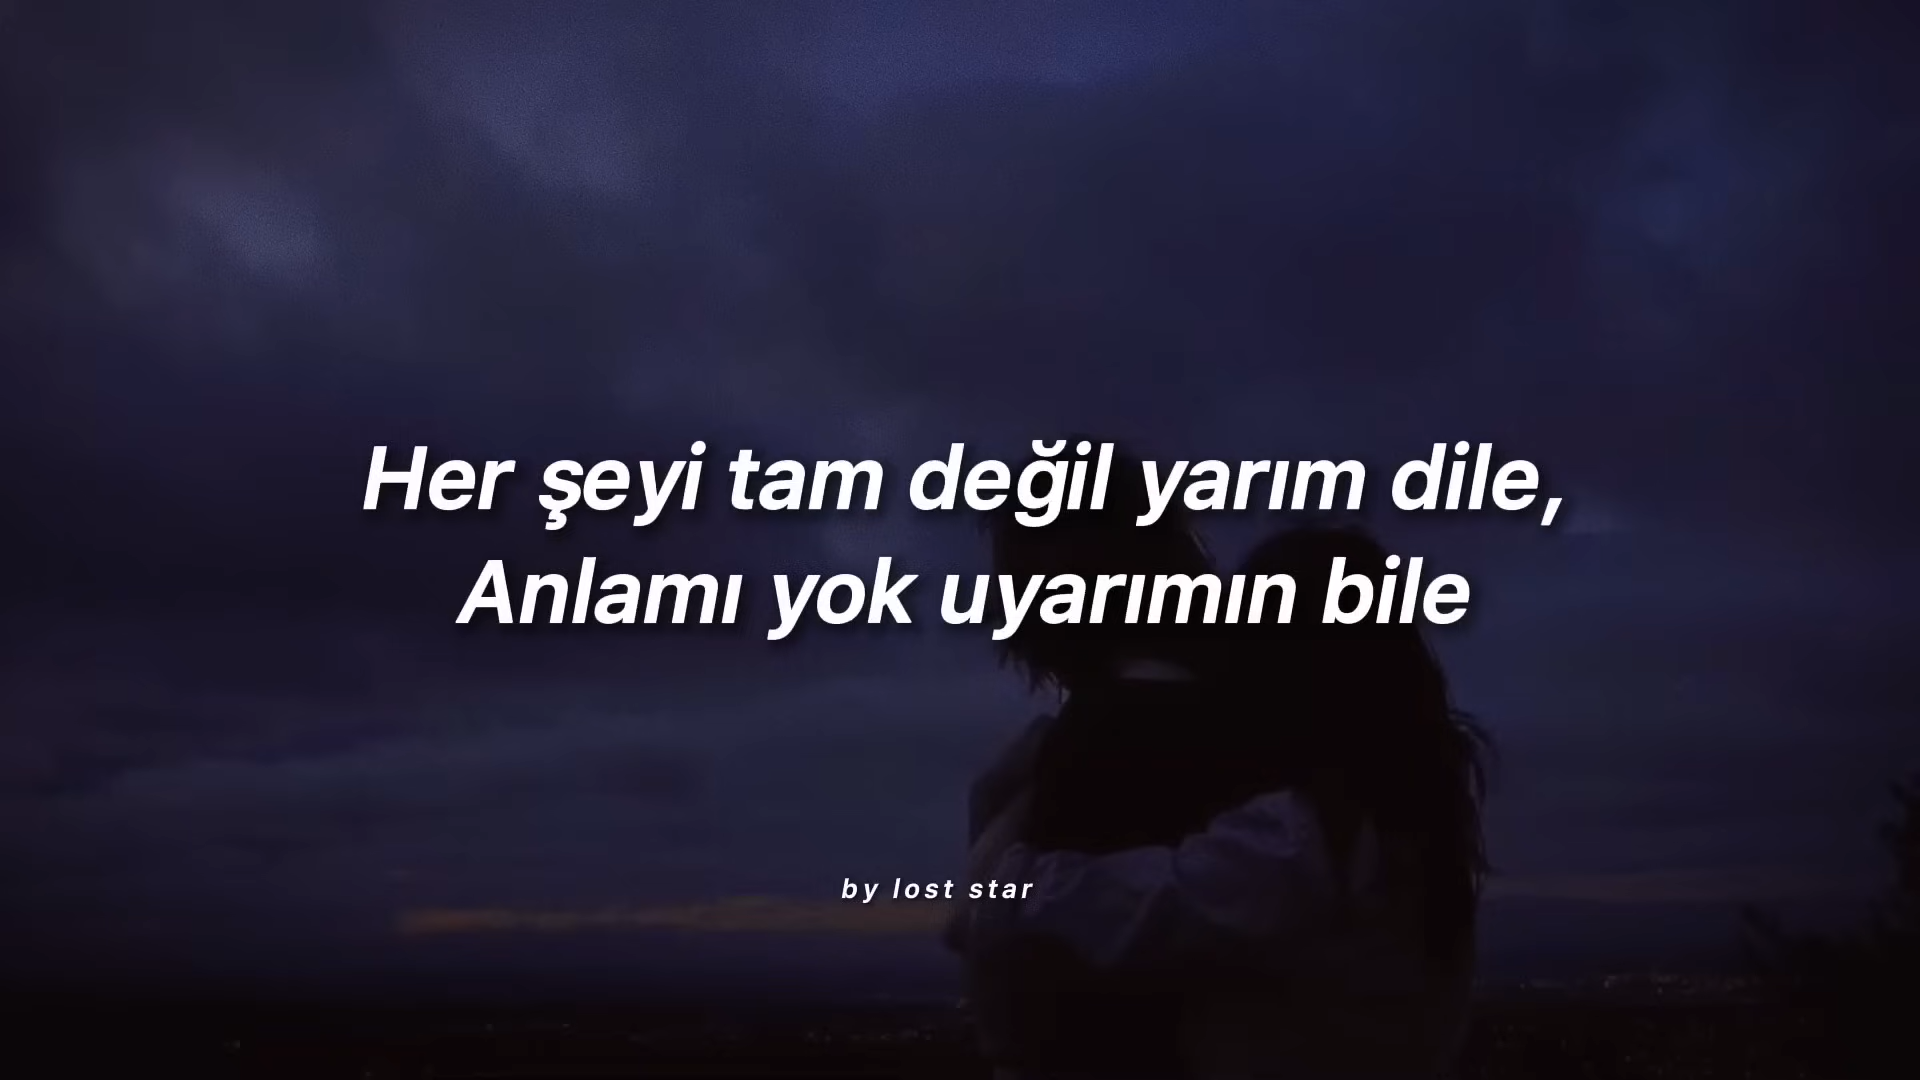 Her şeyi tam değil yarım dile,
Anlamı yok uyarımın bile
by lost star